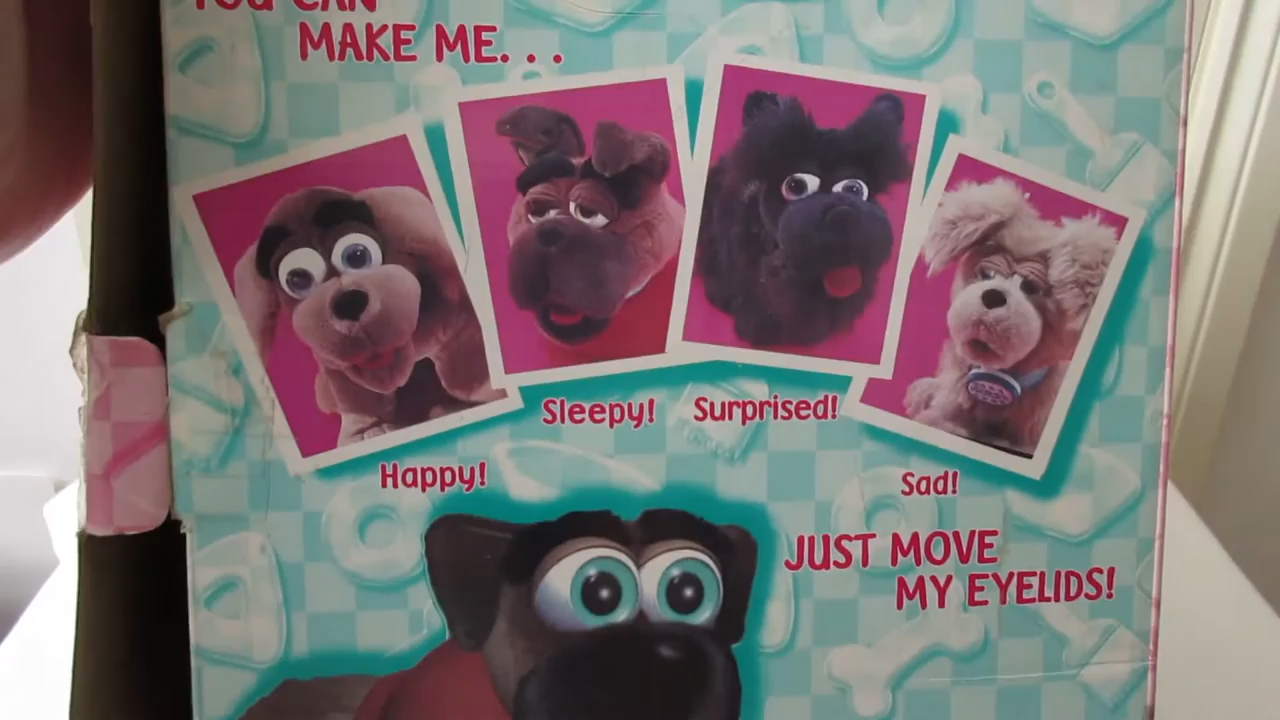 YOU CAN
MAKE ME. . .
Sleepy!
Surprised!
Happy!
Sad!
JUST MOVE
MY EYELIDS!